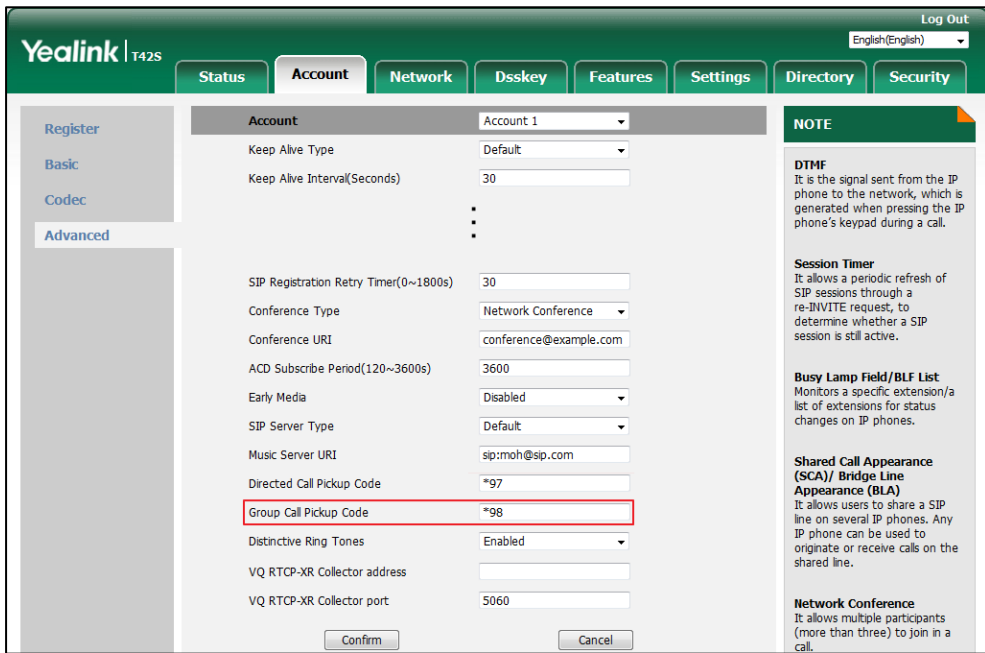 Log Out
Yealink T42S
English(English)
Status Account Network Dsskey Features Settings Directory Security
Register
Basic
Codec
Advanced
Account Account 1
Keep Alive Type Default
Keep Alive Interval(Seconds) 30
SIP Registration Retry Timer(0~1800s) 30
Conference Type Network Conference
Conference URI conference@example.com
ACD Subscribe Period(120~3600s) 3600
Early Media Disabled
SIP Server Type Default
Music Server URI sip:moh@sip.com
Directed Call Pickup Code *97
Group Call Pickup Code *98
Distinctive Ring Tones Enabled
VQ RTCP-XR Collector address
VQ RTCP-XR Collector port 5060
Confirm Cancel
NOTE
DTMF
It is the signal sent from the IP
phone to the network, which is
generated when pressing the IP
phone's keypad during a call.
Session Timer
It allows a periodic refresh of
SIP sessions through a
re-INVITE request, to
determine whether a SIP
session is still active.
Busy Lamp Field/BLF List
Monitors a specific extension/a
list of extensions for status
changes on IP phones.
Shared Call Appearance
(SCA)/ Bridge Line
Appearance (BLA)
It allows users to share a SIP
line on several IP phones. Any
IP phone can be used to
originate or receive calls on the
shared line.
Network Conference
It allows multiple participants
(more than three) to join in a
call.